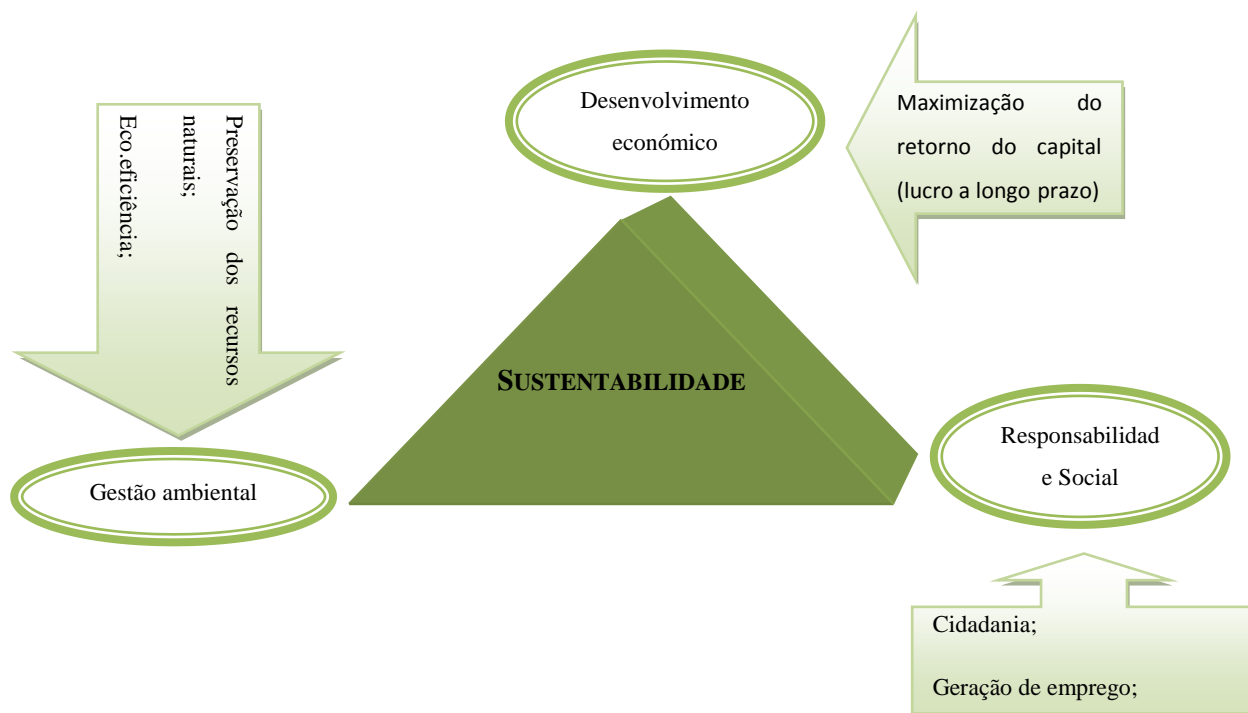 Desenvolvimento
económico
Maximização do
retorno do capital
(lucro a longo prazo)
Preservação dos recursos
naturais;
Eco.eficiência;
SUSTENTABILIDADE
Gestão ambiental
Responsabilidad
e Social
Cidadania;
Geração de emprego;